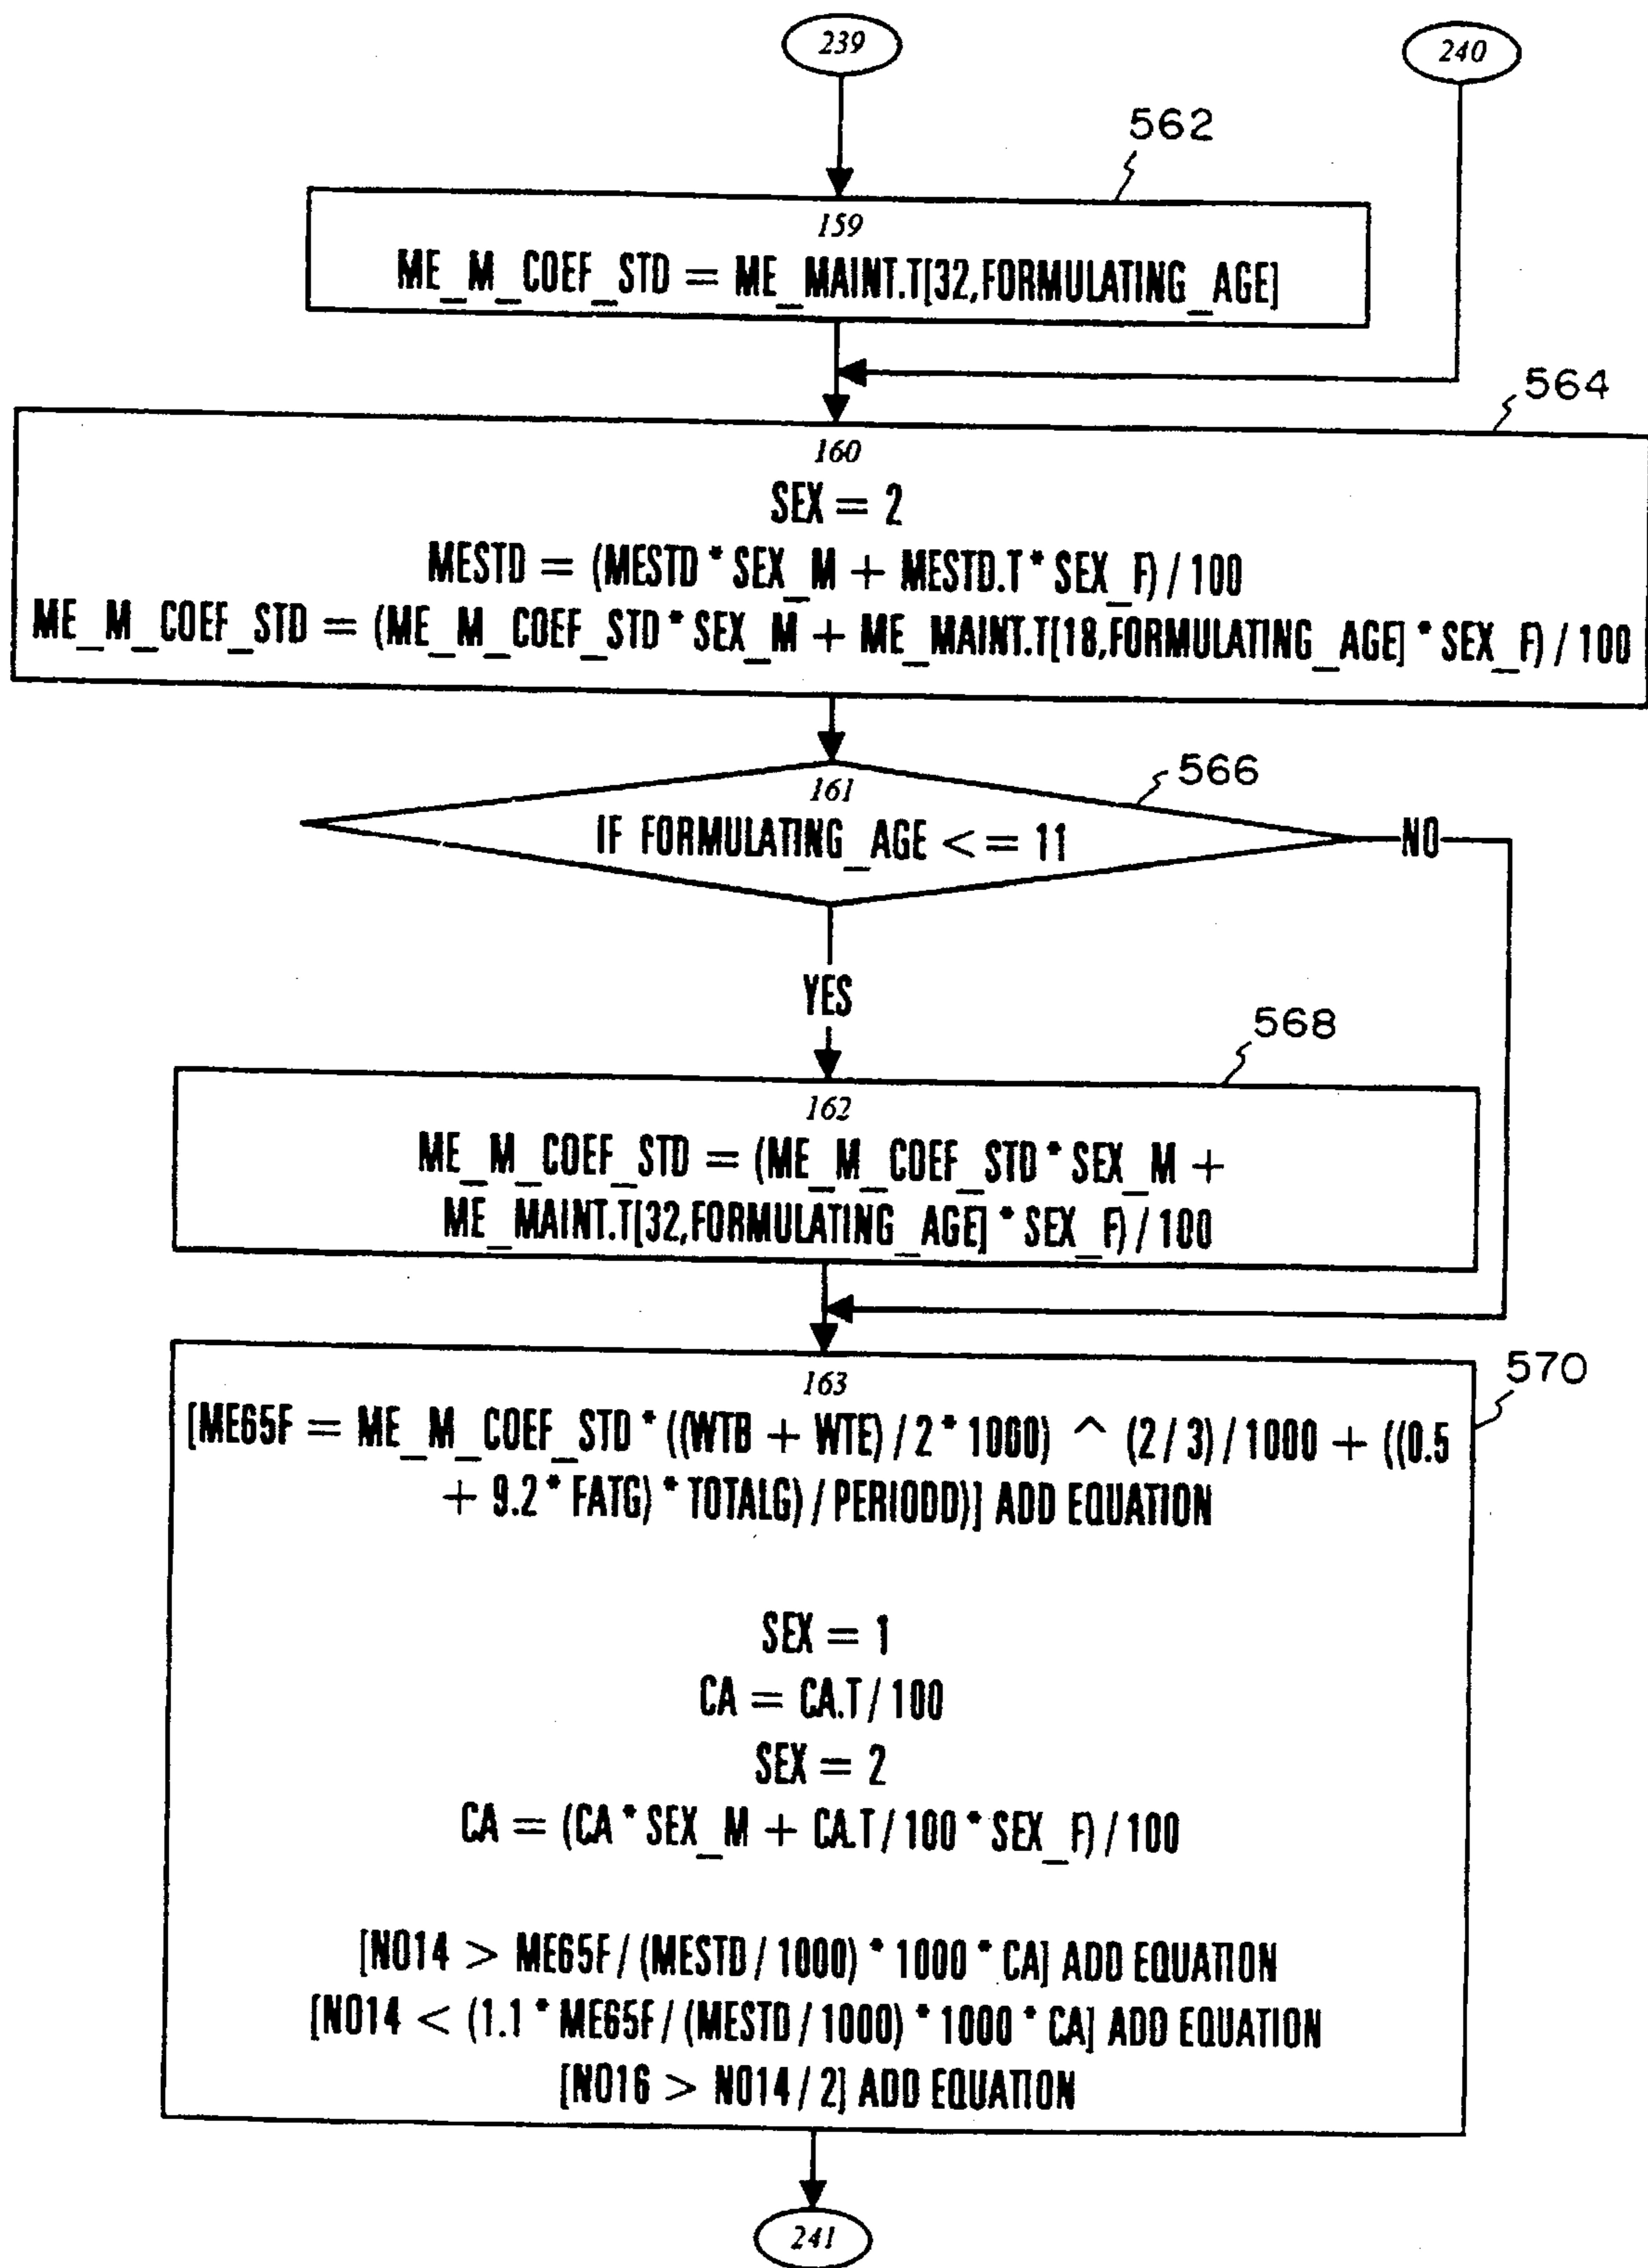 239
240
562
159
ME_M_COEF_STD = ME_MAINT.T[32,FORMULATING_AGE]
564
160
SEX = 2
MESTD = (MESTD * SEX_M + MESTD.T * SEX_F) / 100
ME_M_COEF_STD = (ME_M_COEF_STD * SEX_M + ME_MAINT.T[18,FORMULATING_AGE] * SEX_F) / 100
566
161
IF FORMULATING_AGE < = 11
NO
YES
568
162
ME_M_COEF_STD = (ME_M_COEF_STD * SEX_M +
ME_MAINT.T[32,FORMULATING_AGE] * SEX_F) / 100
570
163
[ME65F = ME_M_COEF_STD * ((WTB + WTE) / 2 * 1000) ^ (2 / 3) / 1000 + ((0.5
+ 9.2 * FATG) * TOTALG) / PERIODD)] ADD EQUATION
SEX = 1
CA = CA.T / 100
SEX = 2
CA = (CA * SEX_M + CA.T / 100 * SEX_F) / 100
[NO14 > ME65F / (MESTD / 1000) * 1000 * CA] ADD EQUATION
[NO14 < (1.1 * ME65F / (MESTD / 1000) * 1000 * CA] ADD EQUATION
[NO16 > NO14 / 2] ADD EQUATION
241